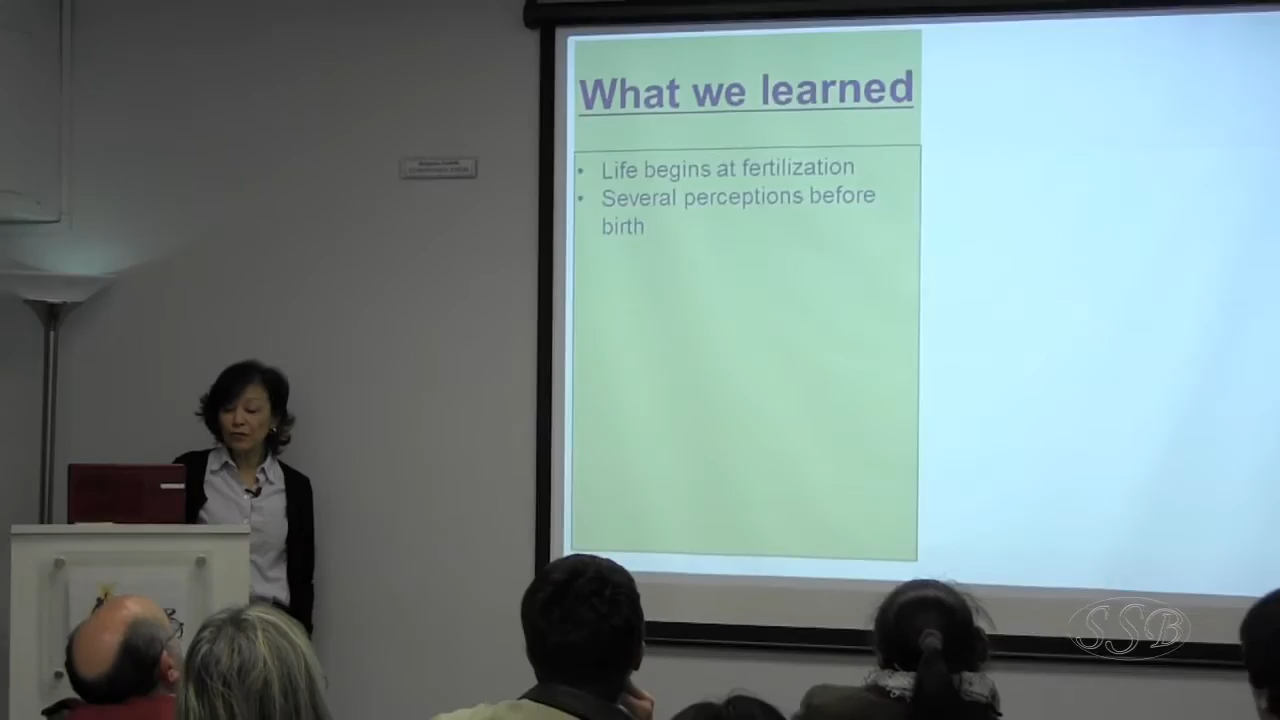 What we learned
• Life begins at fertilization
• Several perceptions before
birth
SSB